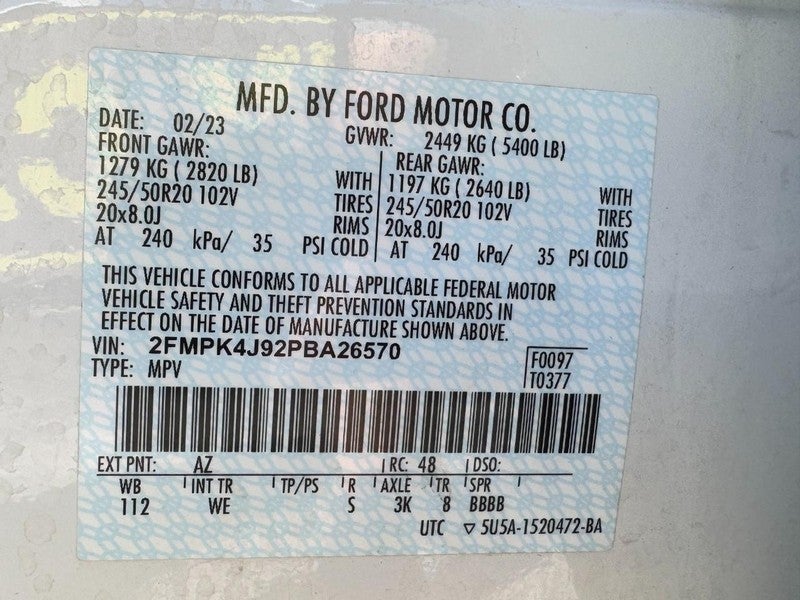 MFD. BY FORD MOTOR CO.
DATE: 02/23 GVWR: 2449 KG ( 5400 LB)
FRONT GAWR: REAR GAWR:
1279 KG ( 2820 LB) WITH 1197 KG ( 2640 LB) WITH
245/50R20 102V TIRES 245/50R20 102V TIRES
20x8.0J RIMS 20x8.0J RIMS
AT 240 kPa/ 35 PSI COLD AT 240 kPa/ 35 PSI COLD
THIS VEHICLE CONFORMS TO ALL APPLICABLE FEDERAL MOTOR
VEHICLE SAFETY AND THEFT PREVENTION STANDARDS IN
EFFECT ON THE DATE OF MANUFACTURE SHOWN ABOVE.
VIN: 2FMPK4J92PBA26570 F0097
TYPE: MPV T0377
EXT PNT: AZ RC: 48 DSO:
WB INT TR TP/PS R AXLE TR SPR
112 WE S 3K 8 BBBB
UTC ▽ 5U5A-1520472-BA